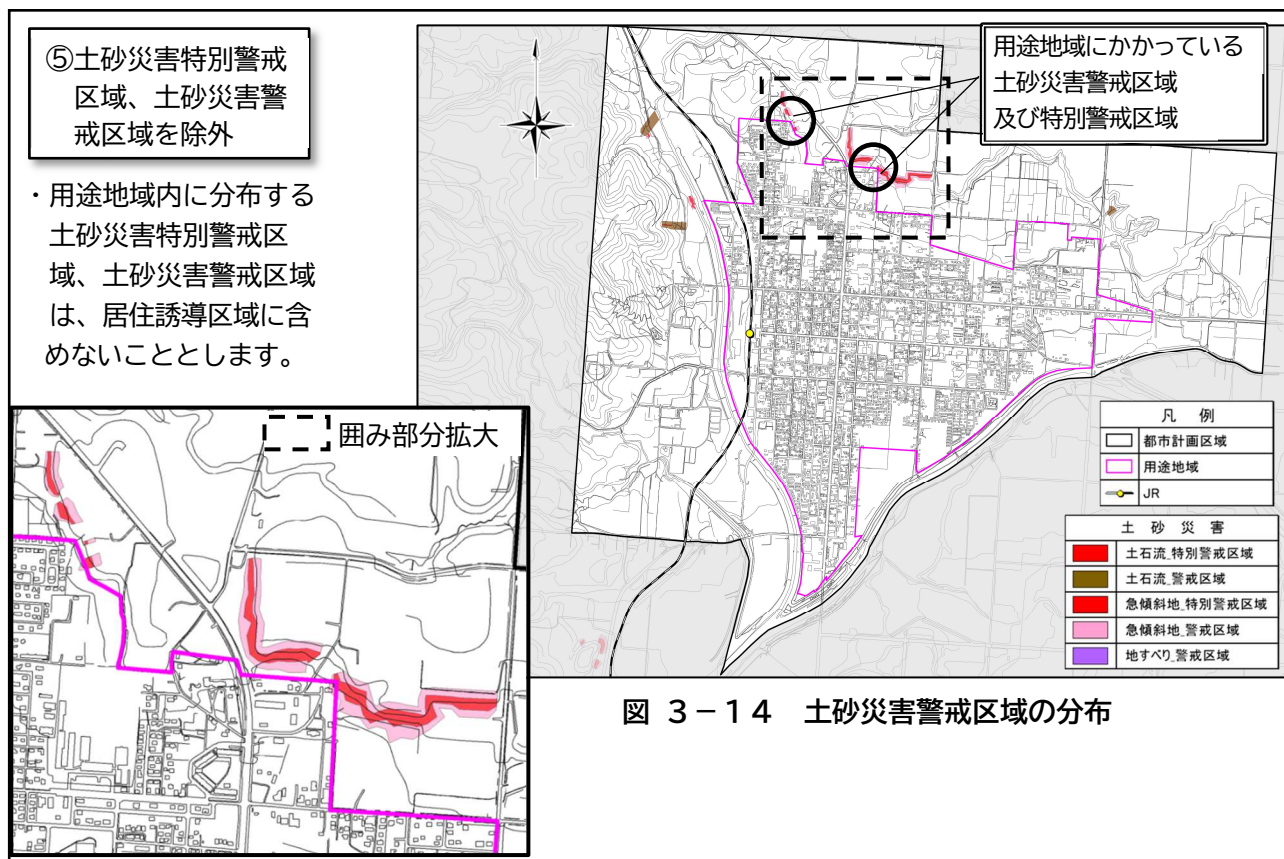 ⑤土砂災害特別警戒
区域、土砂災害警
戒区域を除外
・用途地域内に分布する
土砂災害特別警戒区
域、土砂災害警戒区域
は、居住誘導区域に含
めないこととします。
用途地域にかかっている
土砂災害警戒区域
及び特別警戒区域
凡 例
都市計画区域
用途地域
JR
土 砂 災 害
土石流_特別警戒区域
土石流_警戒区域
急傾斜地_特別警戒区域
急傾斜地_警戒区域
地すべり_警戒区域
囲み部分拡大
図 3－14 土砂災害警戒区域の分布